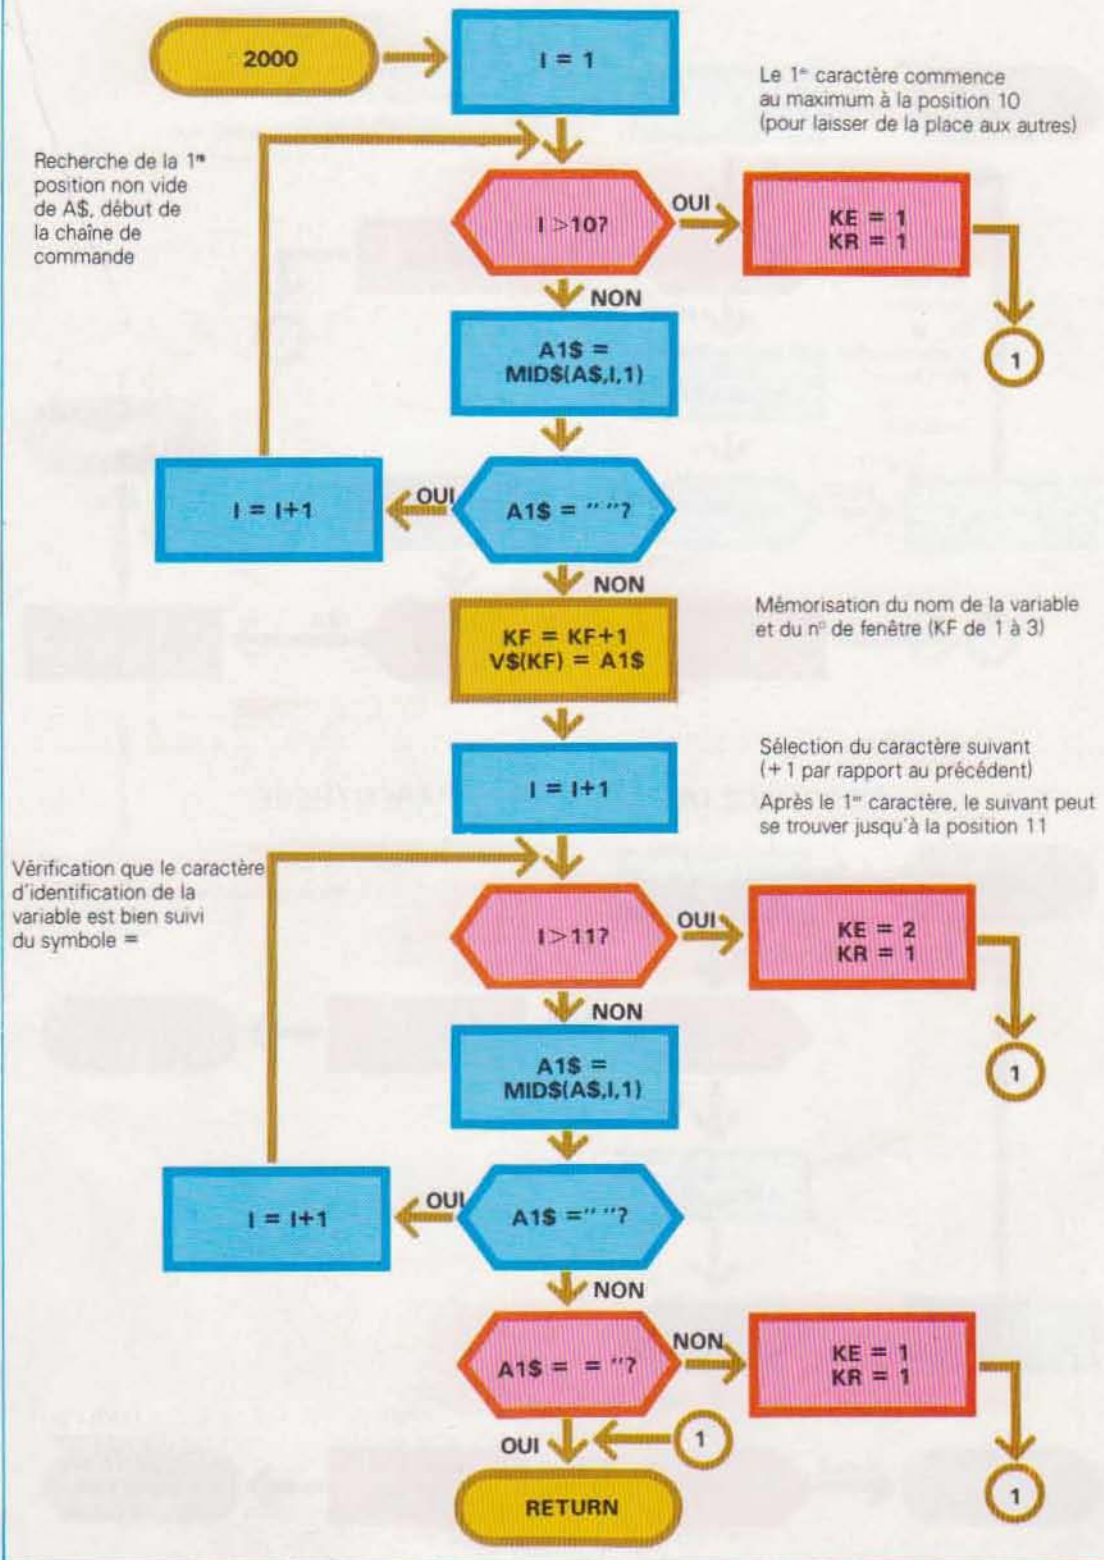 2000
I = 1
Le 1er caractère commence
au maximum à la position 10
(pour laisser de la place aux autres)
Recherche de la 1re
position non vide
de A$, début de
la chaîne de
commande
I >10?
OUI
KE = 1
KR = 1
NON
1
A1$ =
MID$(A$,I,1)
I = I+1
OUI
A1$ = " "?
NON
KF = KF+1
V$(KF) = A1$
Mémorisation du nom de la variable
et du n° de fenêtre (KF de 1 à 3)
I = I+1
Sélection du caractère suivant
(+ 1 par rapport au précédent)
Après le 1er caractère, le suivant peut
se trouver jusqu'à la position 11
Vérification que le caractère
d'identification de la
variable est bien suivi
du symbole =
I >11?
OUI
KE = 2
KR = 1
NON
1
A1$ =
MID$(A$,I,1)
I = I+1
OUI
A1$ =" "?
NON
A1$ = = "?
NON
KE = 1
KR = 1
OUI
1
1
RETURN